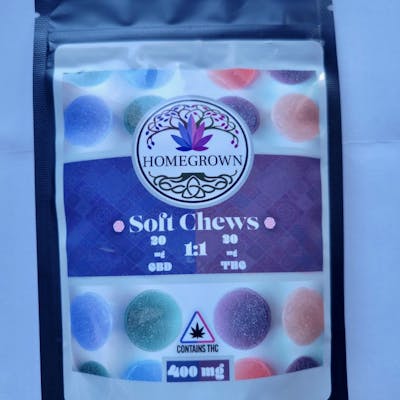 HOMEGROWN
Soft Chews
20 1:1 20
mg mg
CBD THC
CONTAINS THC
400 mg